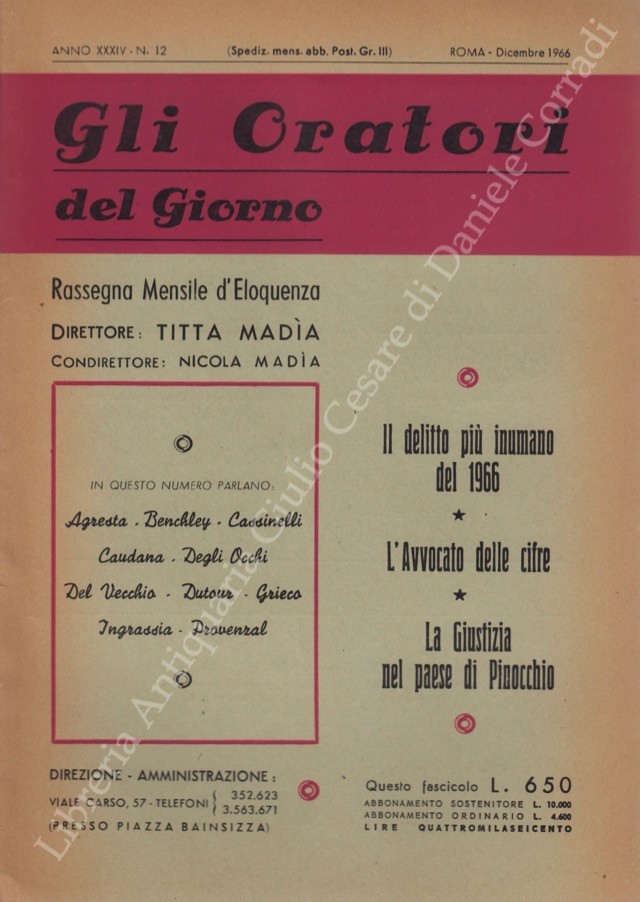 ANNO XXXIV - N. 12 (Spediz. mens. abb. Post. Gr. III) ROMA - Dicembre 1966
Gli Oratori
del Giorno
Rassegna Mensile d'Eloquenza
DIRETTORE: TITTA MADÌA
CONDIRETTORE: NICOLA MADÌA
IN QUESTO NUMERO PARLANO:
Agresta - Benchley - Cassinelli
Caudana - Degli Occhi
Del Vecchio - Dutour - Grieco
Ingrassia - Provenzal
Il delitto più inumano
del 1966
★
L'Avvocato delle cifre
★
La Giustizia
nel paese di Pinocchio
DIREZIONE - AMMINISTRAZIONE:
VIALE CARSO, 57 - TELEFONI { 352.623
3.563.671
(PRESSO PIAZZA BAINSIZZA)
Questo fascicolo L. 650
ABBONAMENTO SOSTENITORE L. 10.000
ABBONAMENTO ORDINARIO L. 4.600
LIRE QUATTROMILASEICENTO
Libreria Antiquaria Giulio Cesare di Daniele Corradi